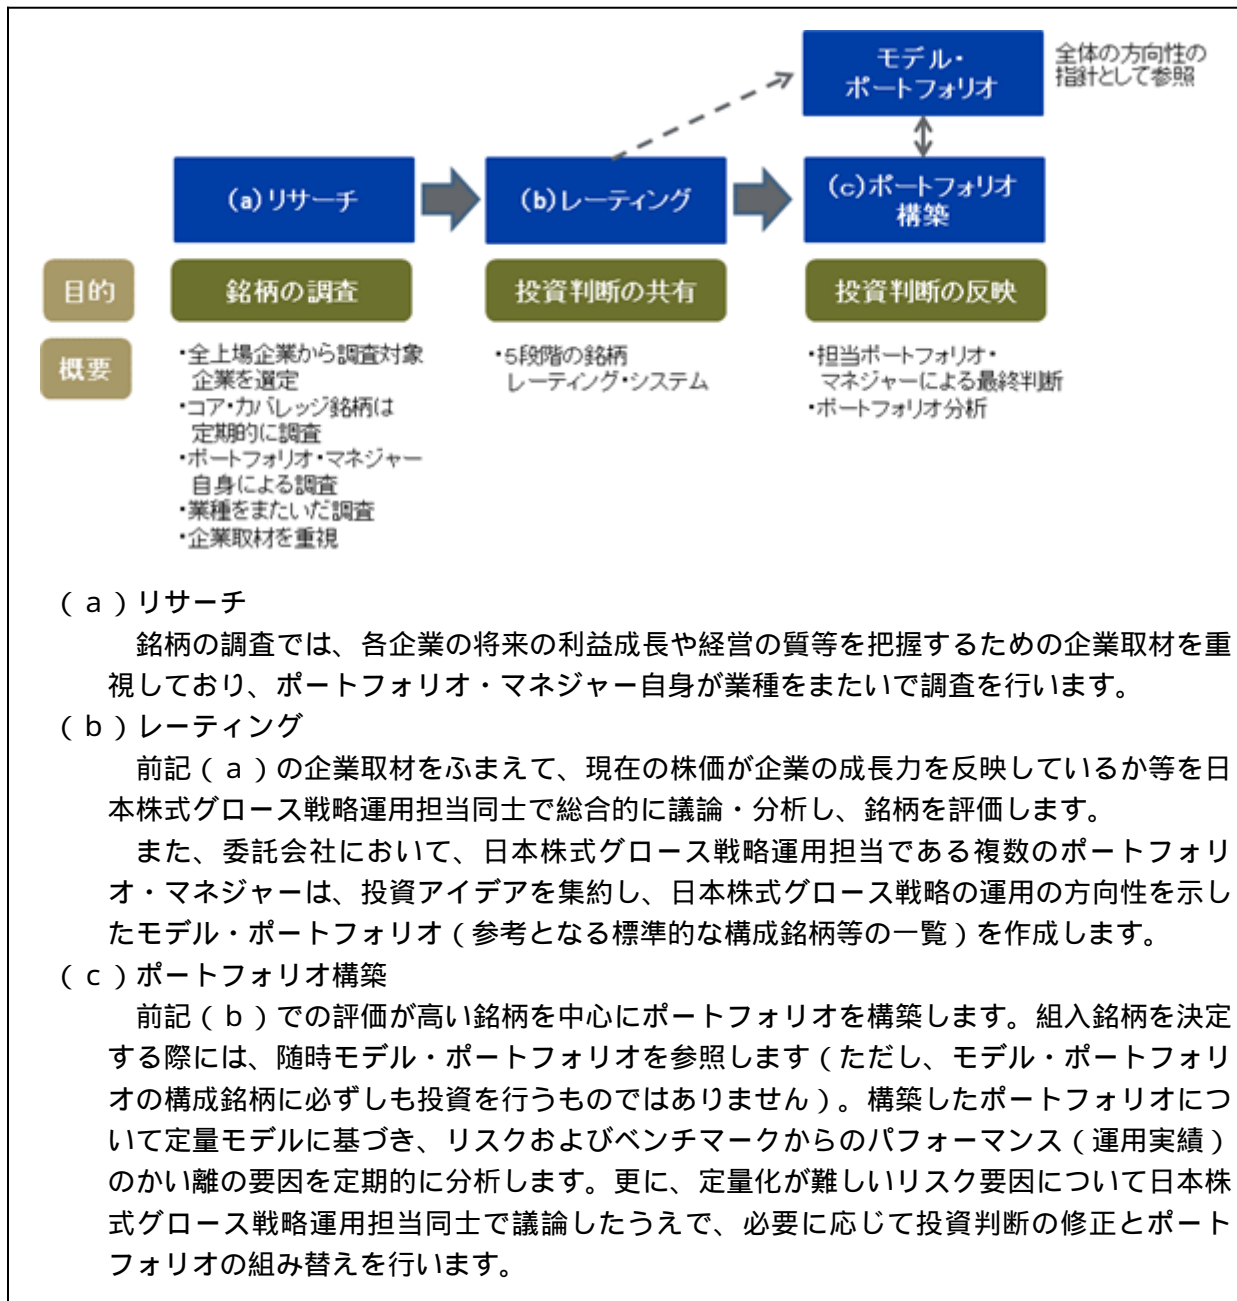 モデル・
ポートフォリオ
全体の方向性の
指針として参照
(a)リサーチ
(b)レーティング
(c)ポートフォリオ
構築
目的
銘柄の調査
投資判断の共有
投資判断の反映
概要
・全上場企業から調査対象
企業を選定
・コア・カバレッジ銘柄は
定期的に調査
・ポートフォリオ・マネジャー
自身による調査
・業種をまたいだ調査
・企業取材を重視
・5段階の銘柄
レーティング・システム
・担当ポートフォリオ・
マネジャーによる最終判断
・ポートフォリオ分析
(a)リサーチ
銘柄の調査では、各企業の将来の利益成長や経営の質等を把握するための企業取材を重
視しており、ポートフォリオ・マネジャー自身が業種をまたいで調査を行います。
(b)レーティング
前記(a)の企業取材をふまえて、現在の株価が企業の成長力を反映しているか等を日
本株式グロース戦略運用担当同士で総合的に議論・分析し、銘柄を評価します。
また、委託会社において、日本株式グロース戦略運用担当である複数のポートフォリ
オ・マネジャーは、投資アイデアを集約し、日本株式グロース戦略の運用の方向性を示し
たモデル・ポートフォリオ(参考となる標準的な構成銘柄等の一覧)を作成します。
(c)ポートフォリオ構築
前記(b)での評価が高い銘柄を中心にポートフォリオを構築します。組入銘柄を決定
する際には、随時モデル・ポートフォリオを参照します(ただし、モデル・ポートフォリ
オの構成銘柄に必ずしも投資を行うものではありません)。構築したポートフォリオにつ
いて定量モデルに基づき、リスクおよびベンチマークからのパフォーマンス(運用実績)
のかい離の要因を定期的に分析します。更に、定量化が難しいリスク要因について日本株
式グロース戦略運用担当同士で議論したうえで、必要に応じて投資判断の修正とポート
フォリオの組み替えを行います。